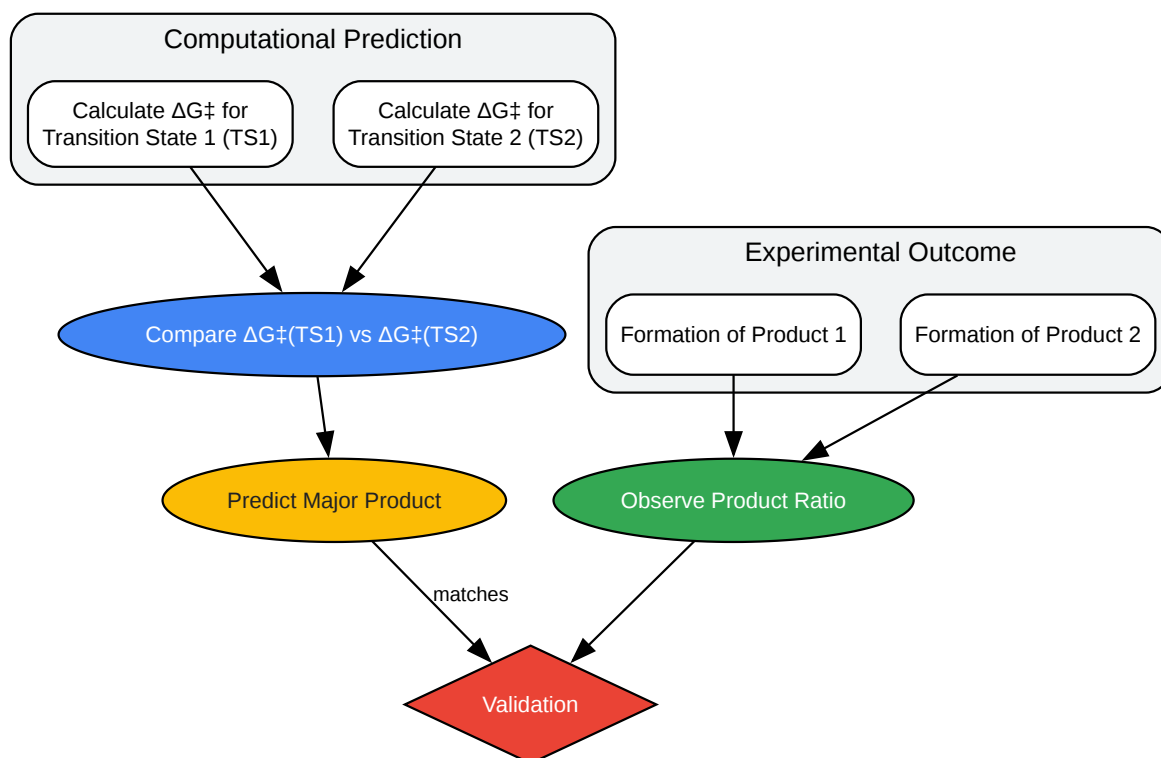 Computational Prediction
Calculate ΔG‡ for
Transition State 1 (TS1)
Calculate ΔG‡ for
Transition State 2 (TS2)
Experimental Outcome
Compare ΔG‡(TS1) vs ΔG‡(TS2)
Formation of Product 1
Formation of Product 2
Predict Major Product
Observe Product Ratio
matches
Validation